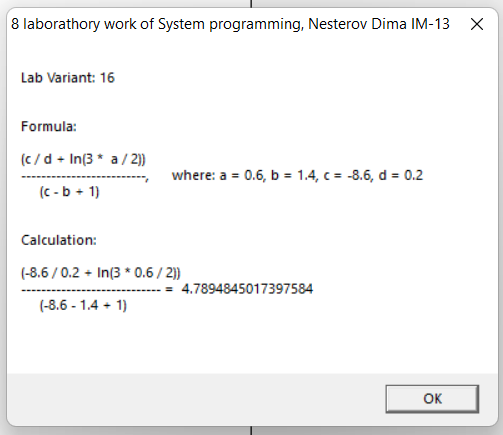 8 laborathory work of System programming, Nesterov Dima IM-13
Lab Variant: 16
Formula:
(c / d + ln(3 * a / 2))
-------------------------, where: a = 0.6, b = 1.4, c = -8.6, d = 0.2
(c - b + 1)
Calculation:
(-8.6 / 0.2 + ln(3 * 0.6 / 2))
---------------------------- = 4.7894845017397584
(-8.6 - 1.4 + 1)
OK